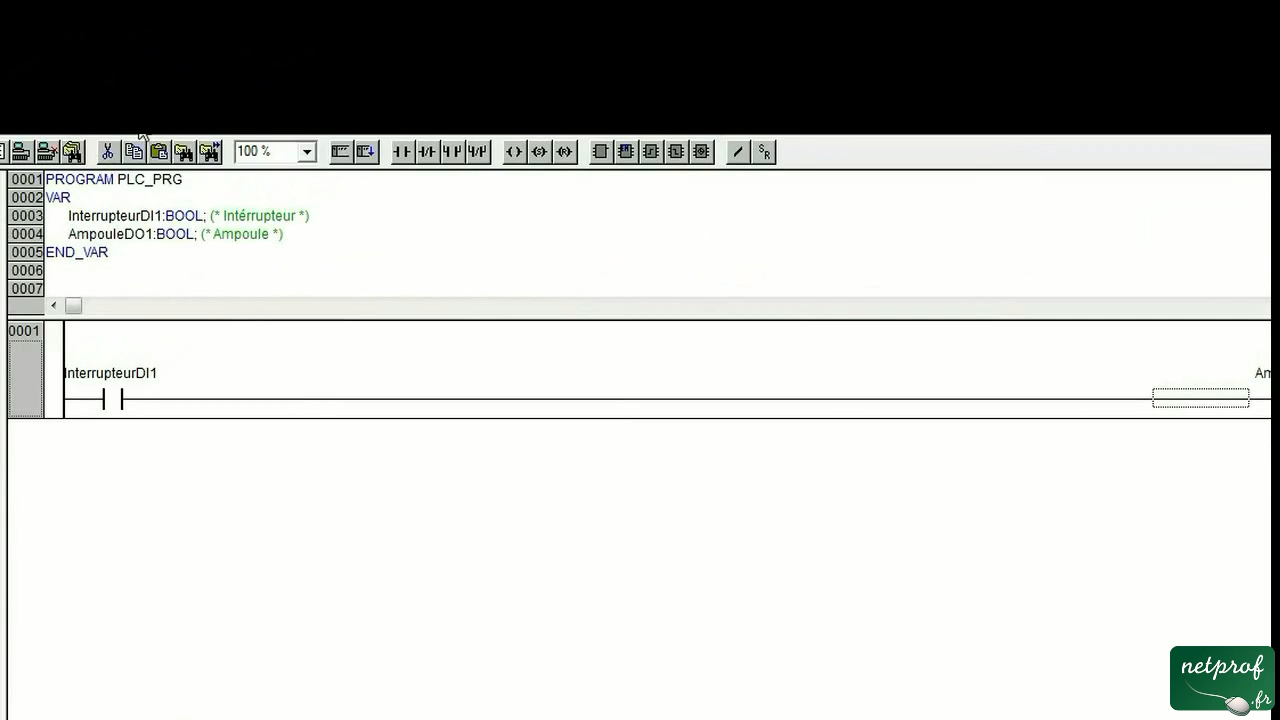 100 %
0001 PROGRAM PLC_PRG
0002 VAR
0003 InterrupteurDI1:BOOL; (* Intérrupteur *)
0004 AmpouleDO1:BOOL; (* Ampoule *)
0005 END_VAR
0006
0007
0001
InterrupteurDI1 Am
netprof
.fr